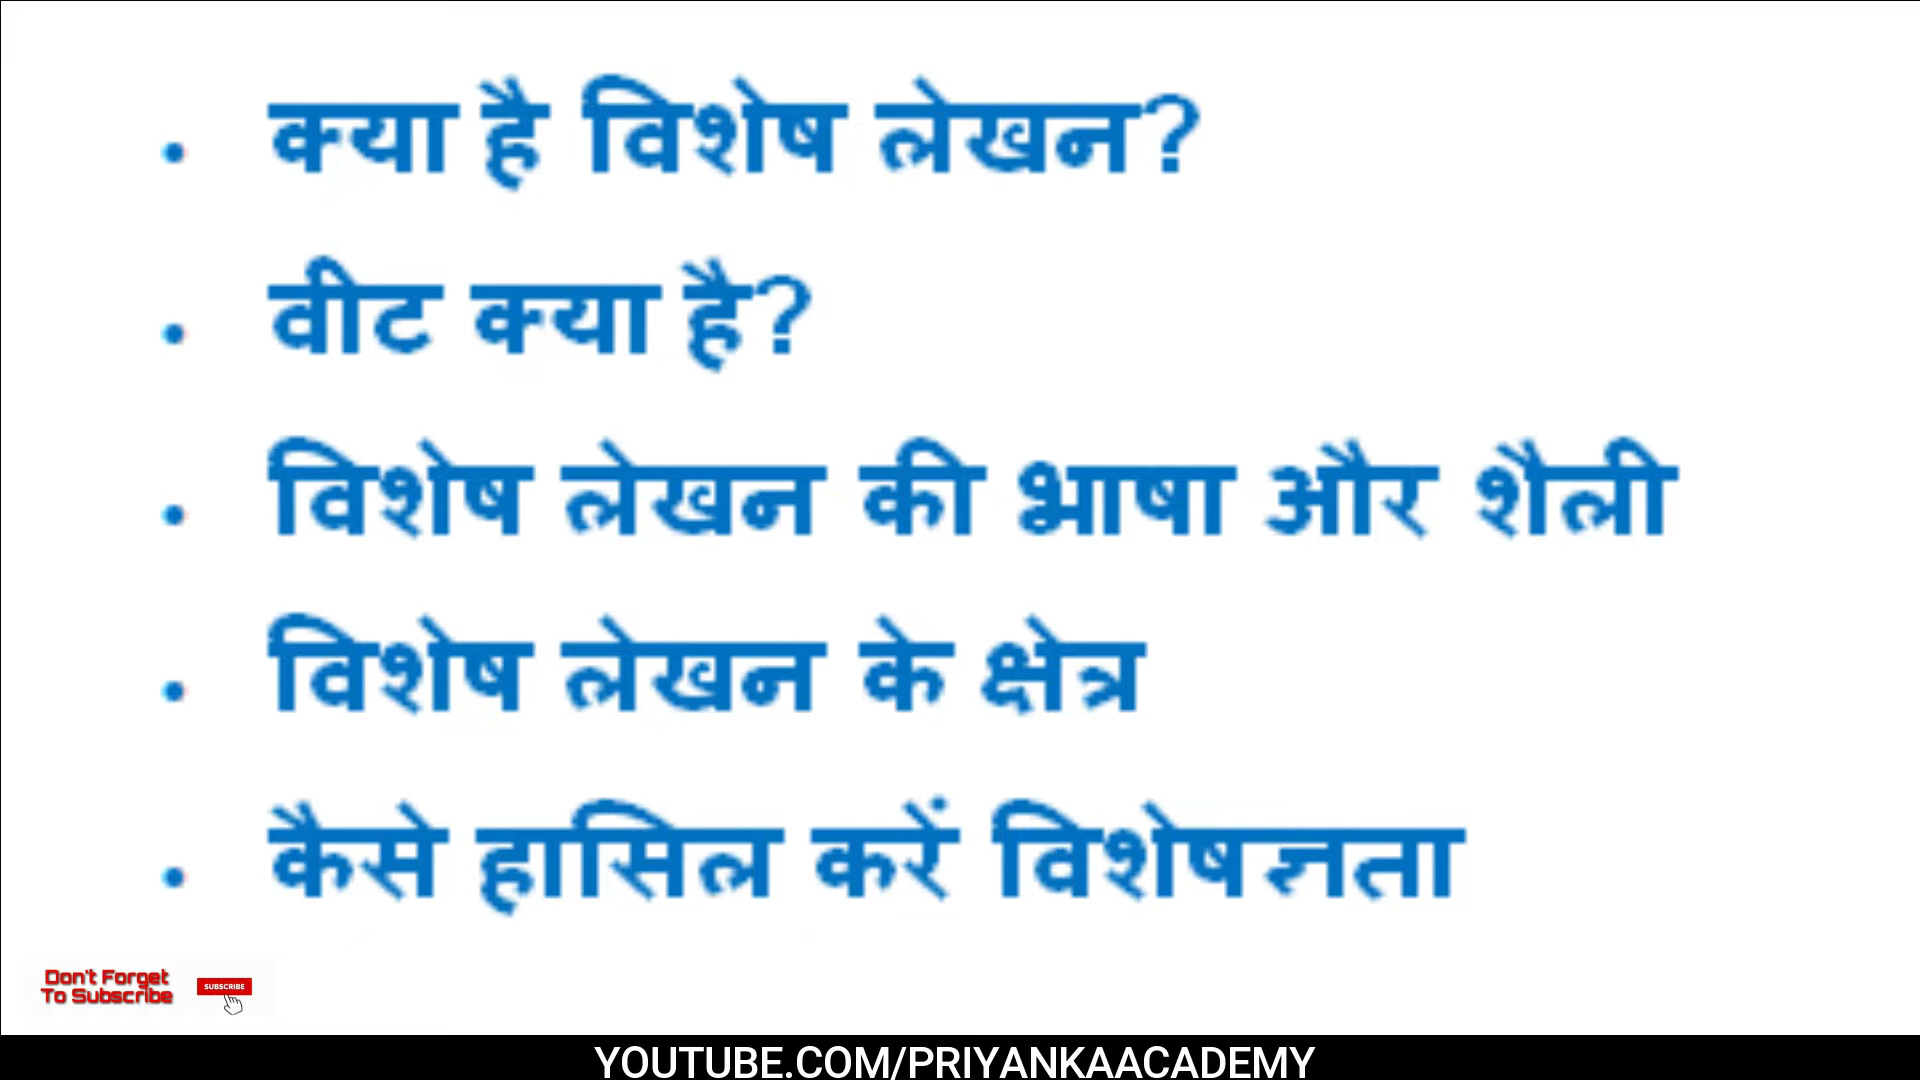 • क्या है विशेष लेखन?
• वीट क्या है?
• विशेष लेखन की भाषा और शैली
• विशेष लेखन के क्षेत्र
• कैसे हासिल करें विशेषज्ञता
Don't Forget
To Subscribe
SUBSCRIBE
YOUTUBE.COM/PRIYANKAACADEMY